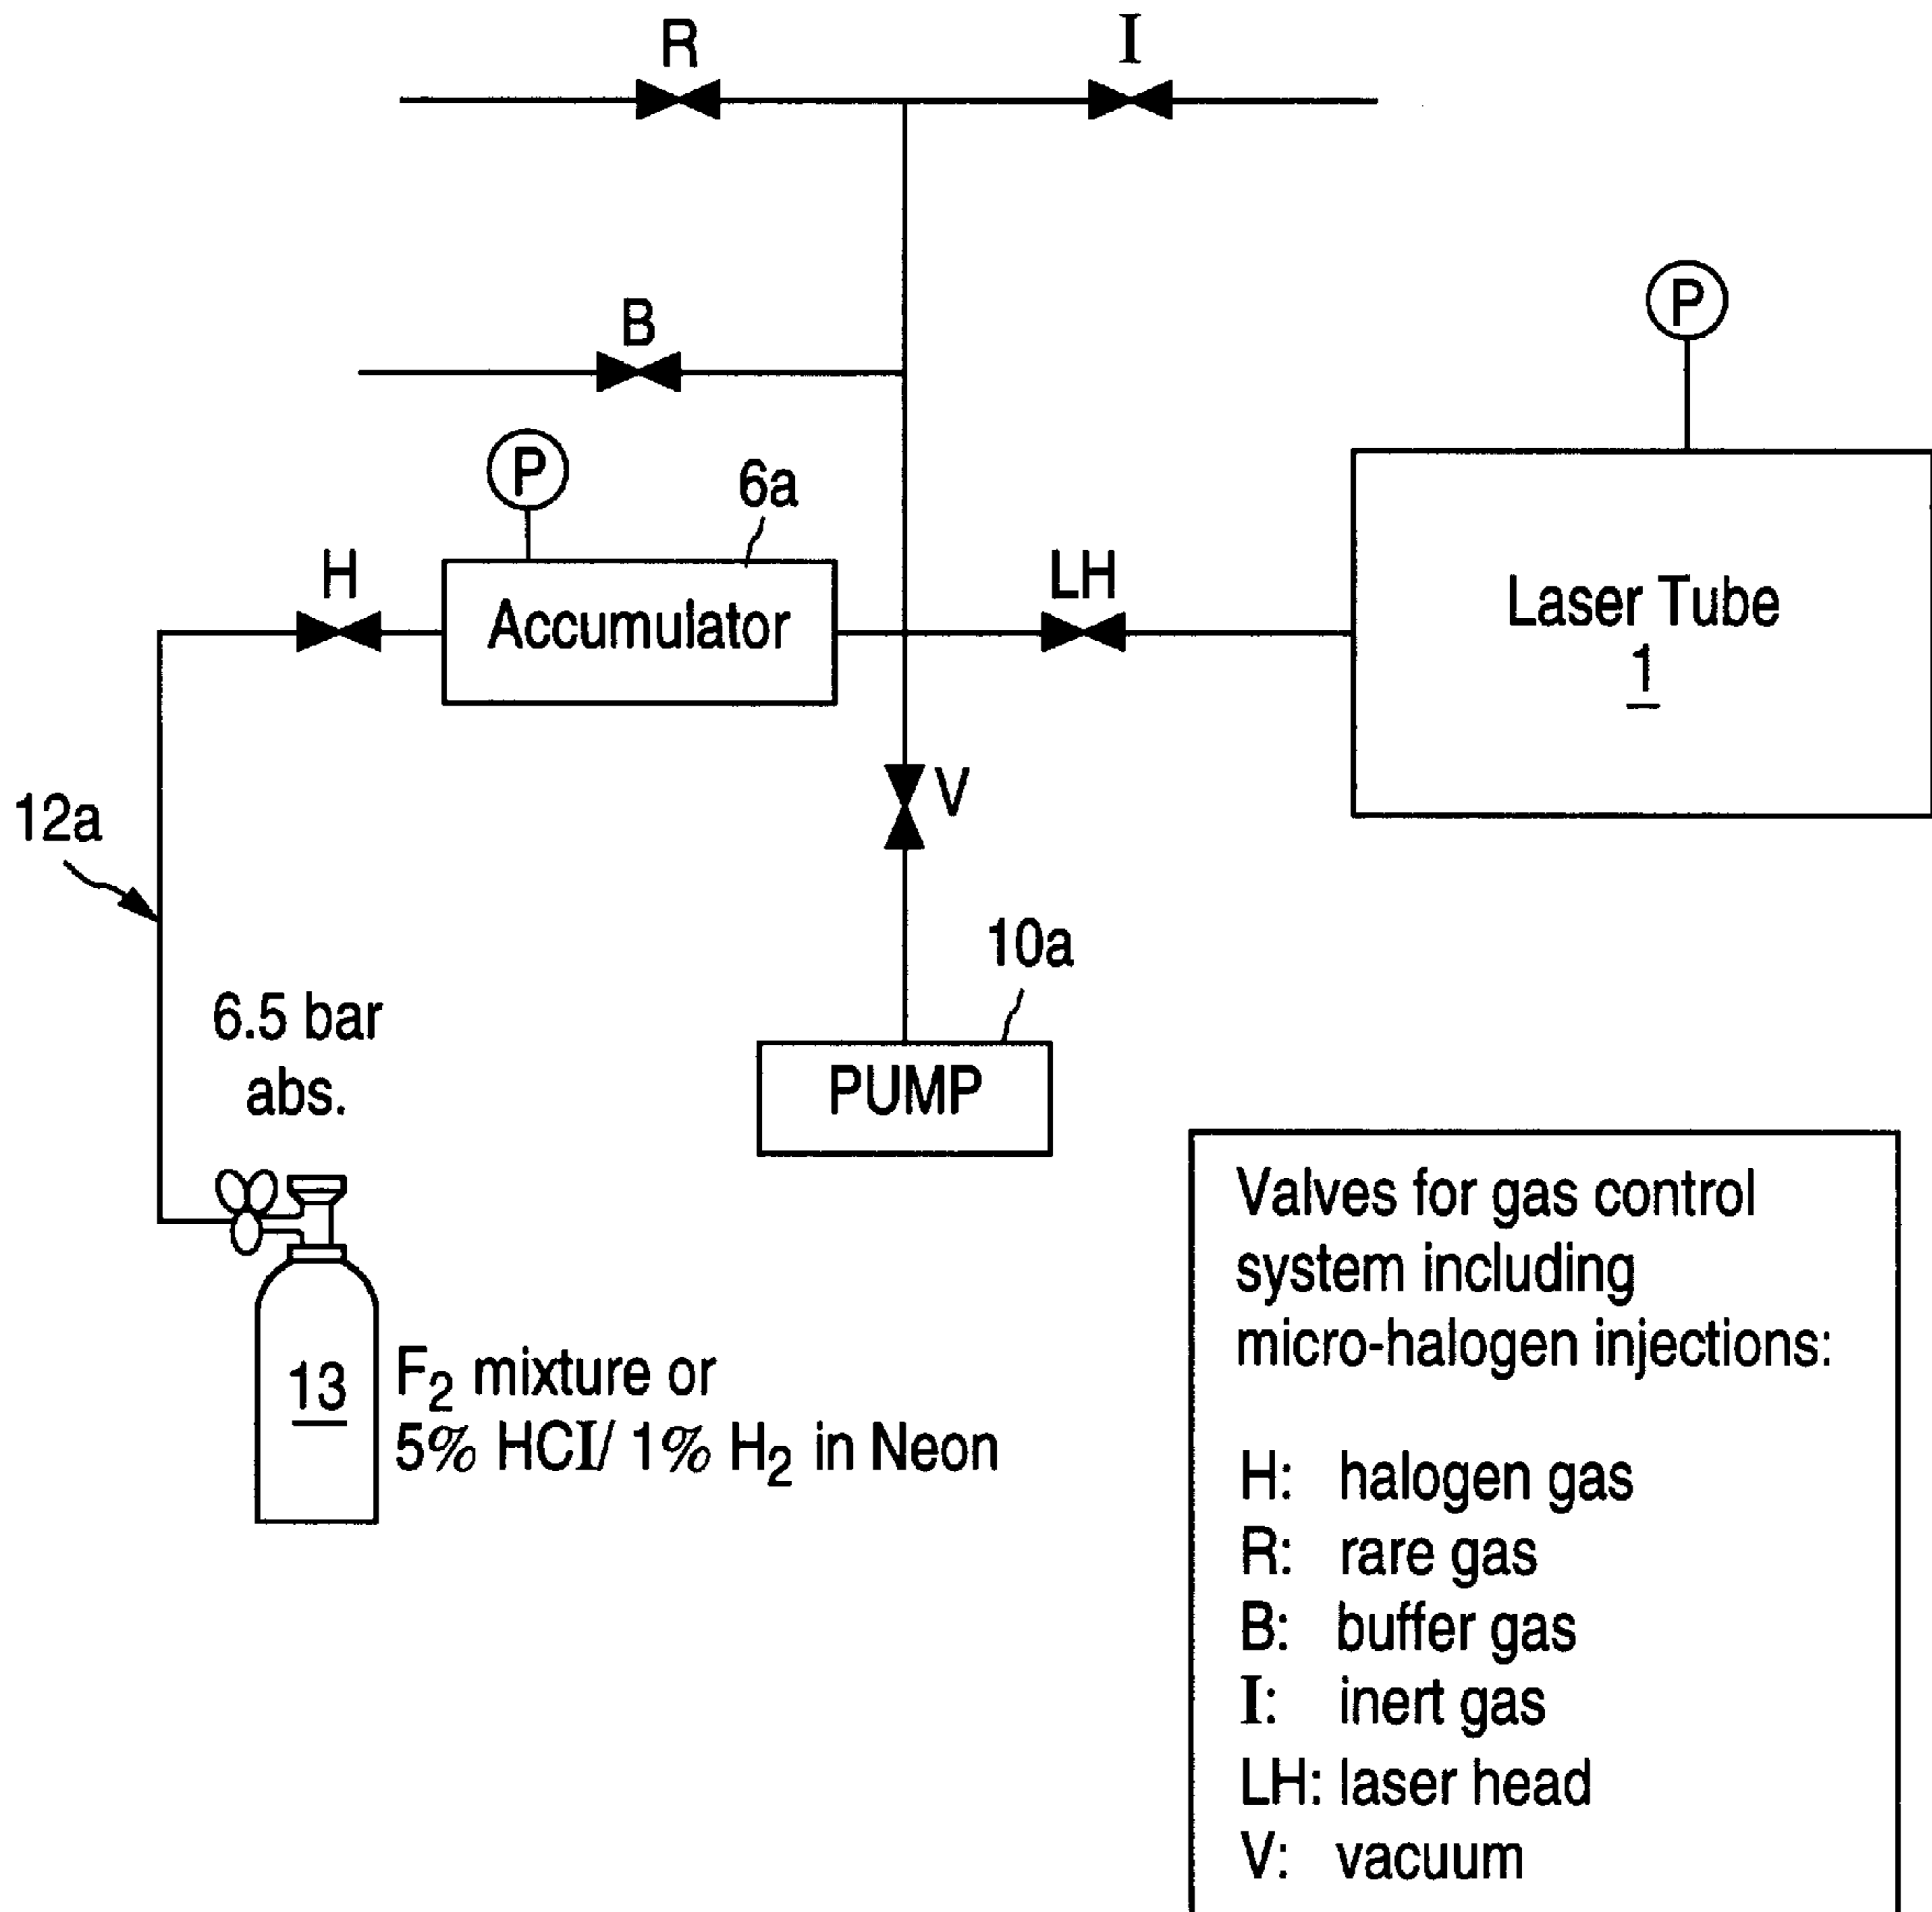 R
I
P
B
P
6a
H
LH
Accumulator
Laser Tube
1
V
12a
10a
6.5 bar
abs.
PUMP
13
F₂ mixture or
5% HCI/ 1% H₂ in Neon
Valves for gas control
system including
micro-halogen injections:
H: halogen gas
R: rare gas
B: buffer gas
I: inert gas
LH: laser head
V: vacuum